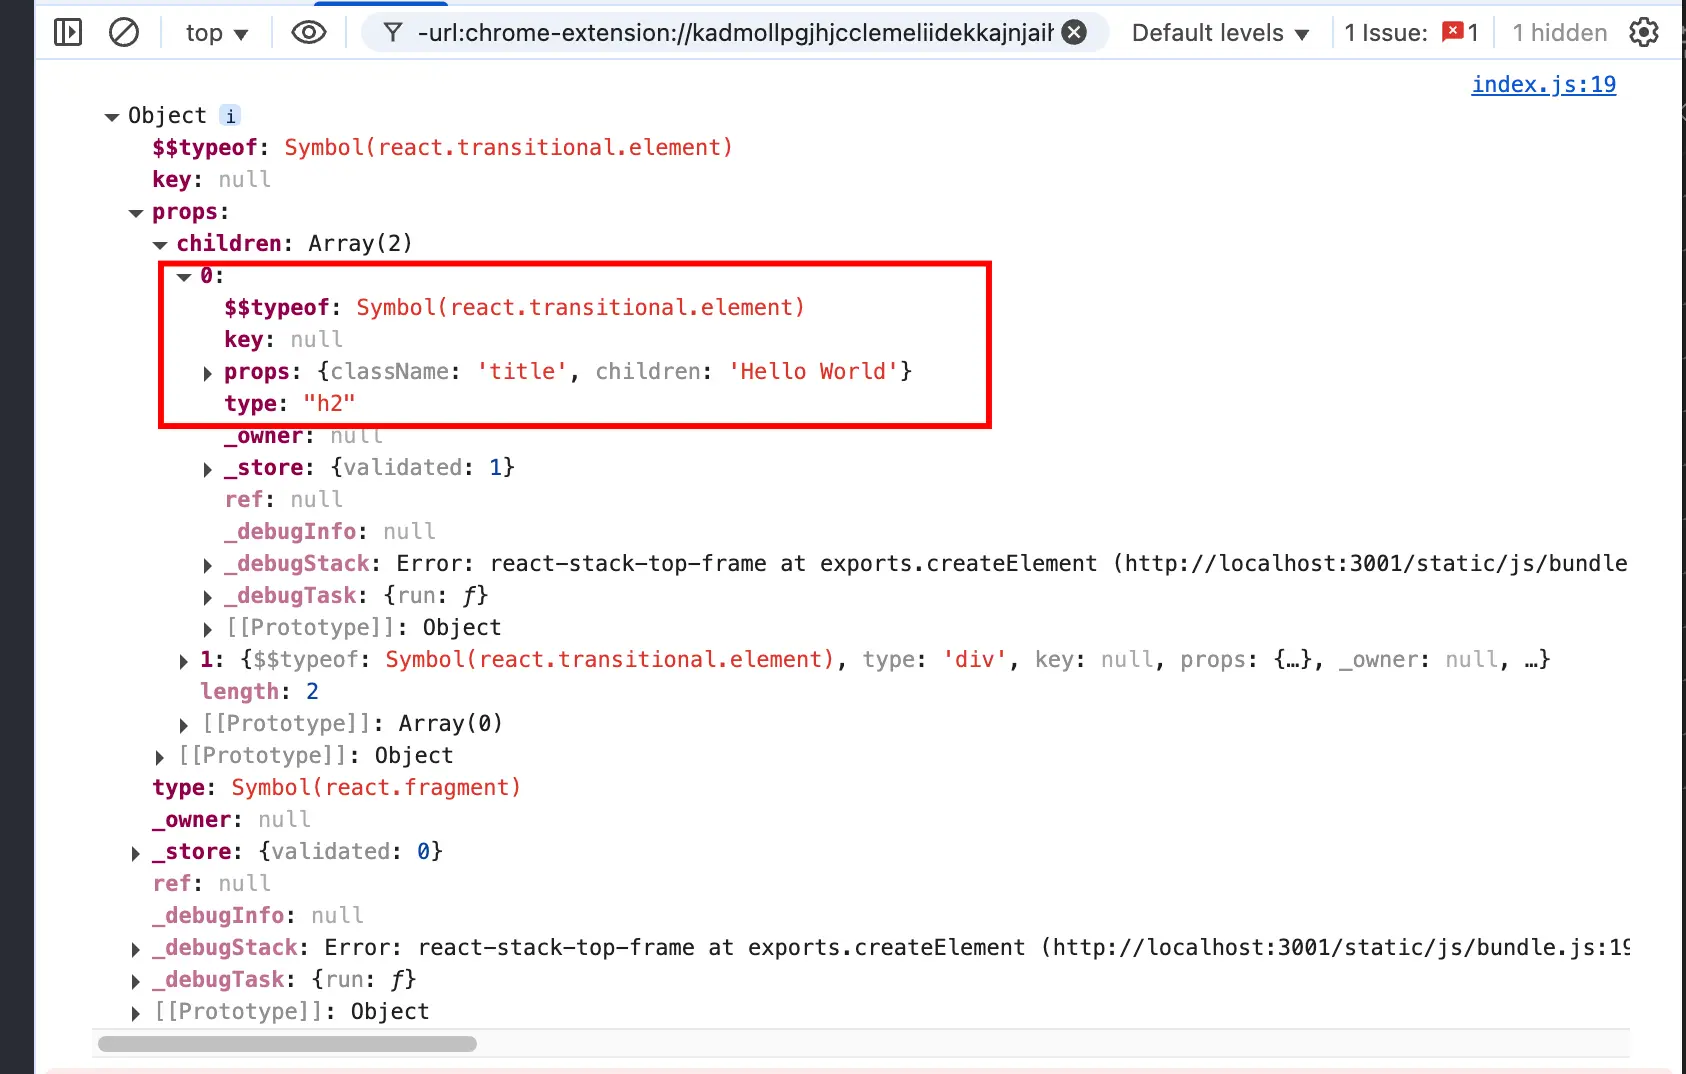 top ▼ -url:chrome-extension://kadmollpgjhjcclemeliidekkajnjaih Default levels ▼ 1 Issue: 1 1 hidden
index.js:19
▼ Object i
$$typeof: Symbol(react.transitional.element)
key: null
▼ props:
▼ children: Array(2)
▼ 0:
$$typeof: Symbol(react.transitional.element)
key: null
▶ props: {className: 'title', children: 'Hello World'}
type: "h2"
_owner: null
▶ _store: {validated: 1}
ref: null
_debugInfo: null
▶ _debugStack: Error: react-stack-top-frame at exports.createElement (http://localhost:3001/static/js/bundle
▶ _debugTask: {run: ƒ}
▶ [[Prototype]]: Object
▶ 1: {$$typeof: Symbol(react.transitional.element), type: 'div', key: null, props: {…}, _owner: null, …}
length: 2
▶ [[Prototype]]: Array(0)
▶ [[Prototype]]: Object
type: Symbol(react.fragment)
_owner: null
▶ _store: {validated: 0}
ref: null
_debugInfo: null
▶ _debugStack: Error: react-stack-top-frame at exports.createElement (http://localhost:3001/static/js/bundle.js:19
▶ _debugTask: {run: ƒ}
▶ [[Prototype]]: Object